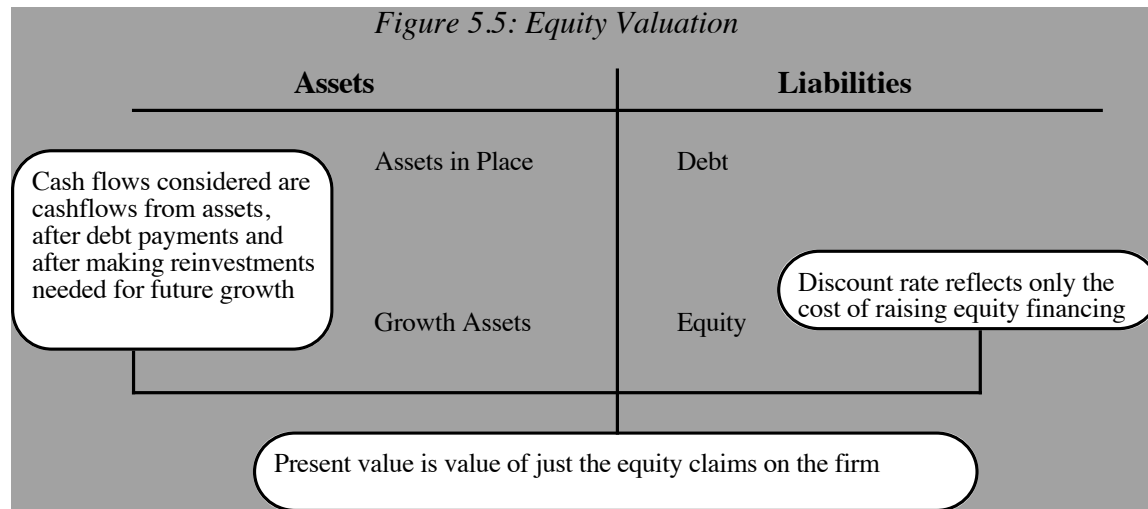 Figure 5.5: Equity Valuation
Assets
Liabilities
Assets in Place
Debt
Cash flows considered are
cashflows from assets,
after debt payments and
after making reinvestments
needed for future growth
Growth Assets
Equity
Discount rate reflects only the
cost of raising equity financing
Present value is value of just the equity claims on the firm